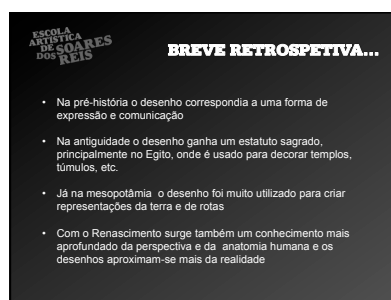 ESCOLA
ARTÍSTICA
DE SOARES
DOS REIS
BREVE RETROSPETIVA...
• Na pré-história o desenho correspondia a uma forma de
expressão e comunicação
• Na antiguidade o desenho ganha um estatuto sagrado,
principalmente no Egito, onde é usado para decorar templos,
túmulos, etc.
• Já na mesopotâmia o desenho foi muito utilizado para criar
representações da terra e de rotas
• Com o Renascimento surge também um conhecimento mais
aprofundado da perspectiva e da anatomia humana e os
desenhos aproximam-se mais da realidade